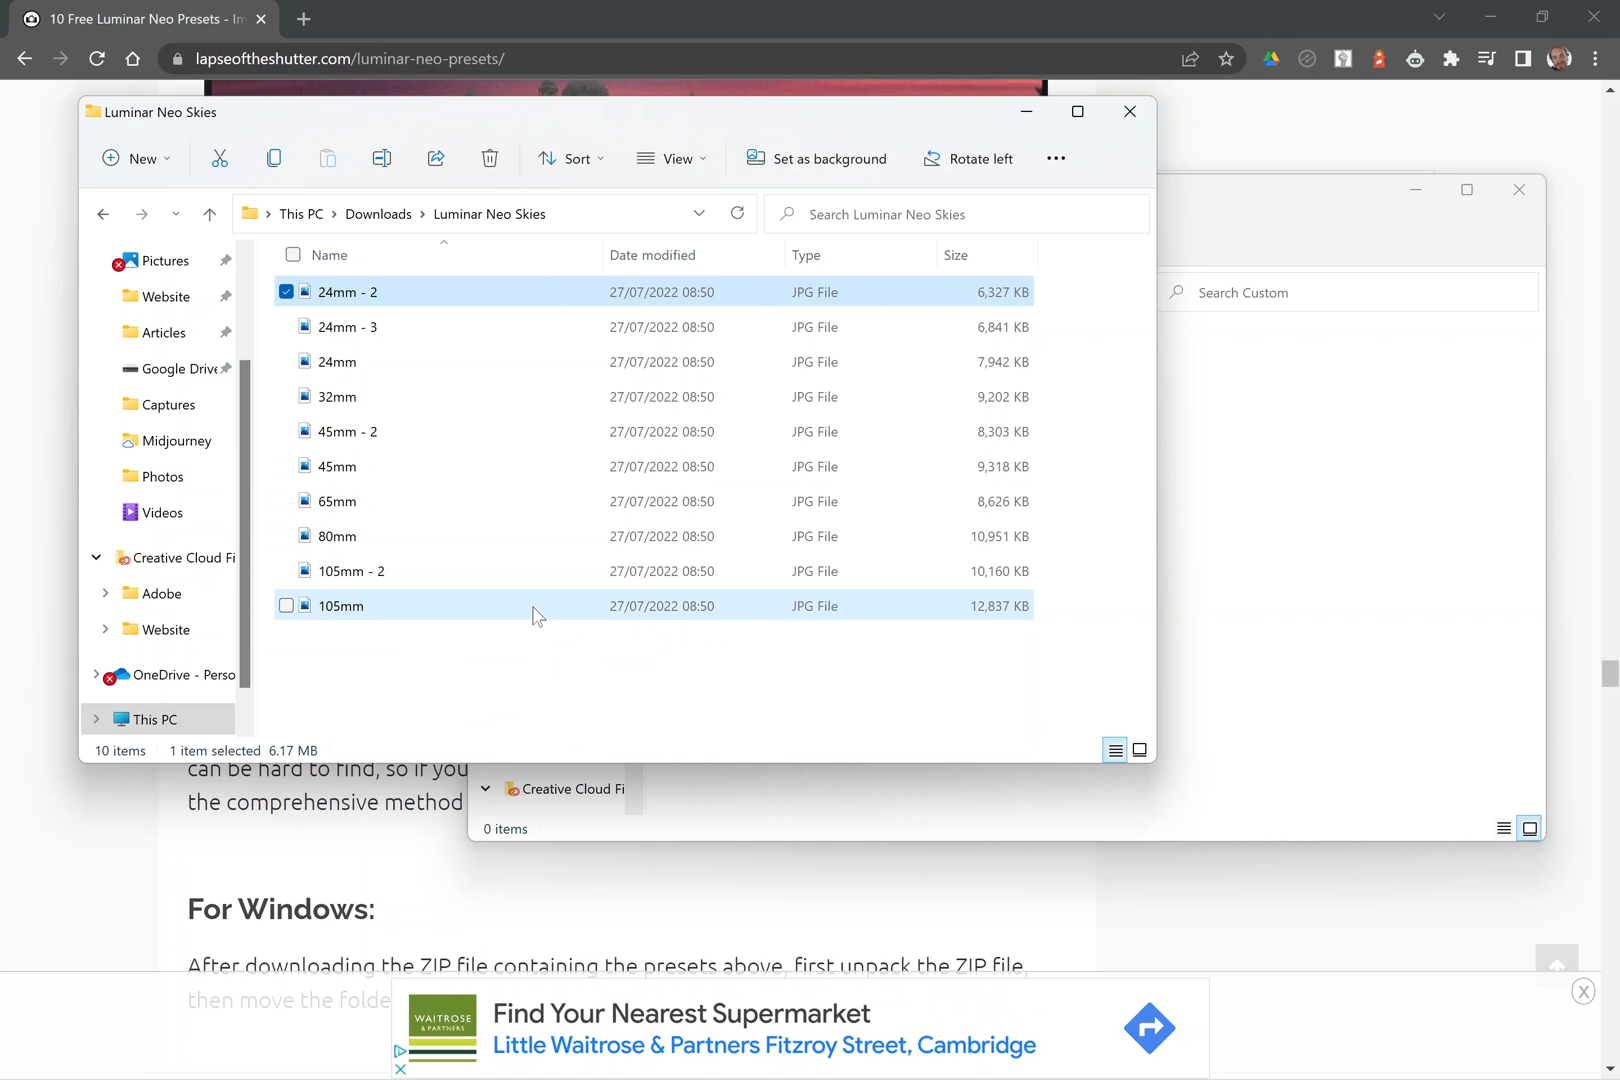 10 Free Luminar Neo Presets - Im
lapseoftheshutter.com/luminar-neo-presets/
Luminar Neo Skies
New
Sort
View
Set as background
Rotate left
This PC > Downloads > Luminar Neo Skies
Search Luminar Neo Skies
Search Custom
Pictures
Website
Articles
Google Drive
Captures
Midjourney
Photos
Videos
Creative Cloud Fi
Adobe
Website
OneDrive - Perso
This PC
Name Date modified Type Size
24mm - 2 27/07/2022 08:50 JPG File 6,327 KB
24mm - 3 27/07/2022 08:50 JPG File 6,841 KB
24mm 27/07/2022 08:50 JPG File 7,942 KB
32mm 27/07/2022 08:50 JPG File 9,202 KB
45mm - 2 27/07/2022 08:50 JPG File 8,303 KB
45mm 27/07/2022 08:50 JPG File 9,318 KB
65mm 27/07/2022 08:50 JPG File 8,626 KB
80mm 27/07/2022 08:50 JPG File 10,951 KB
105mm - 2 27/07/2022 08:50 JPG File 10,160 KB
105mm 27/07/2022 08:50 JPG File 12,837 KB
10 items 1 item selected 6.17 MB
can be hard to find, so if you
the comprehensive method
Creative Cloud Fi
0 items
For Windows:
After downloading the ZIP file containing the presets above, first unpack the ZIP file,
then move the folde
WAITROSE
& PARTNERS
Find Your Nearest Supermarket
Little Waitrose & Partners Fitzroy Street, Cambridge